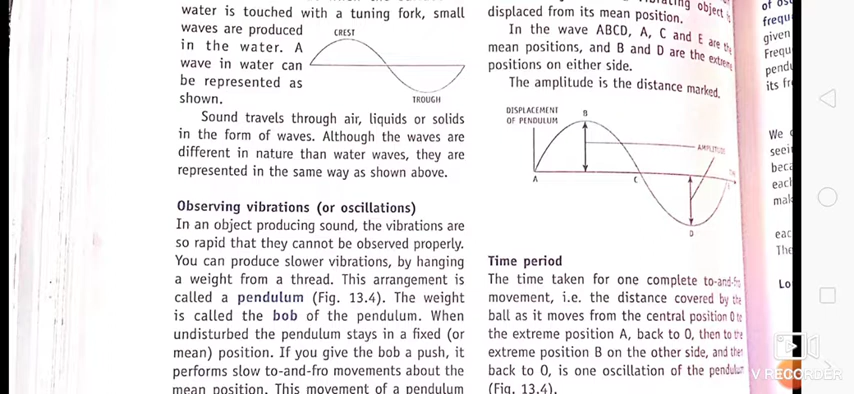 water is touched with a tuning fork, small
waves are produced
in the water. A
wave in water can
be represented as
shown.
CREST
TROUGH
Sound travels through air, liquids or solids
in the form of waves. Although the waves are
different in nature than water waves, they are
represented in the same way as shown above.
Observing vibrations (or oscillations)
In an object producing sound, the vibrations are
so rapid that they cannot be observed properly.
You can produce slower vibrations, by hanging
a weight from a thread. This arrangement is
called a pendulum (Fig. 13.4). The weight
is called the bob of the pendulum. When
undisturbed the pendulum stays in a fixed (or
mean) position. If you give the bob a push, it
performs slow to-and-fro movements about the
mean position. This movement of a pendulum
object
displaced from its mean position.
In the wave ABCD, A, C and E are the
mean positions, and B and D are the extreme
positions on either side.
The amplitude is the distance marked.
DISPLACEMENT
OF PENDULUM
B
AMPLITUDE
A
C
D
Time period
The time taken for one complete to-and-fro
movement, i.e. the distance covered by the
ball as it moves from the central position O to
the extreme position A, back to O, then to the
extreme position B on the other side, and then
back to O, is one oscillation of the pendulum
(Fig. 13.4).
frequ
given
Frequ
pend
its fr
We
seei
beca
each
mak
eac
The
Lo
V RECORDER